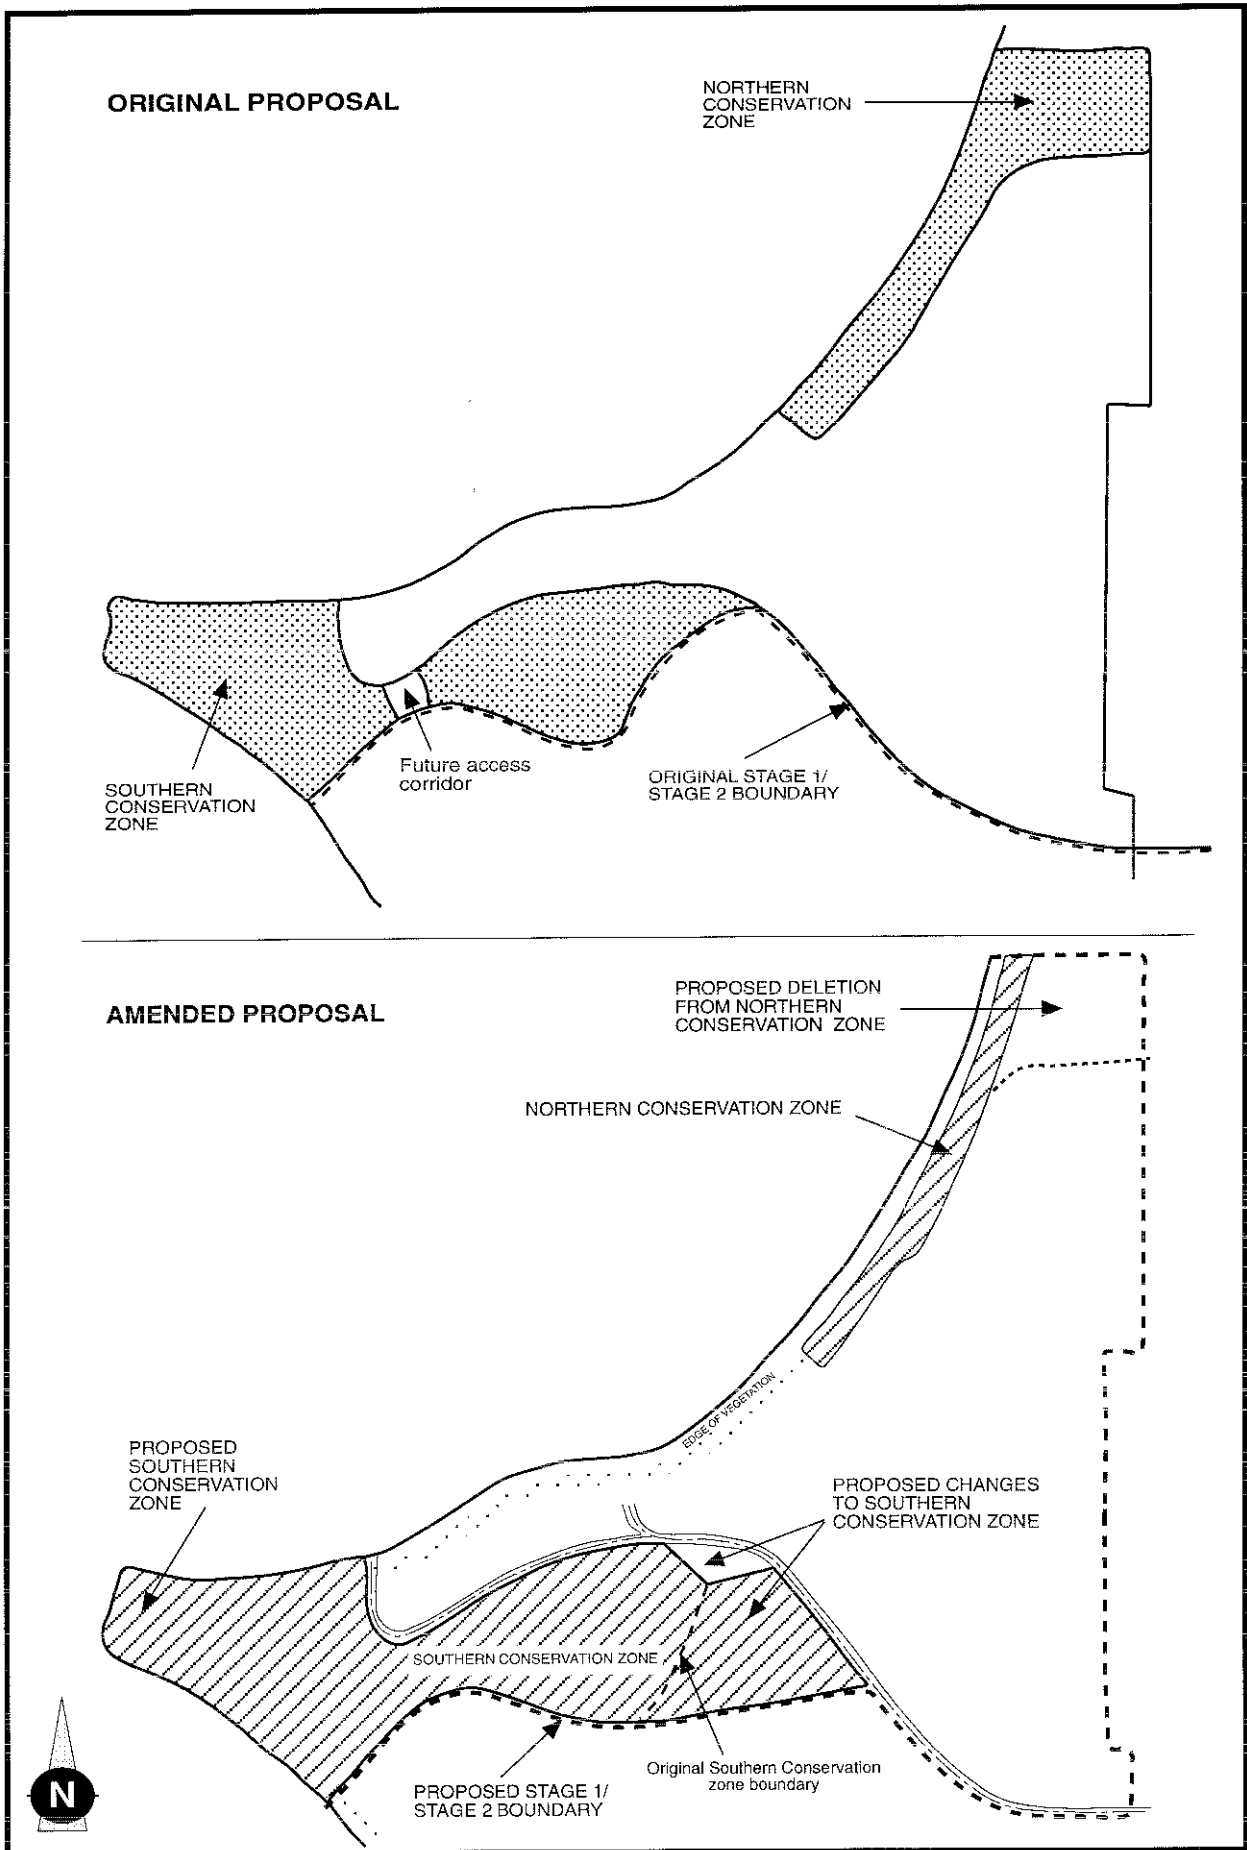 ORIGINAL PROPOSAL
NORTHERN
CONSERVATION
ZONE
SOUTHERN
CONSERVATION
ZONE
Future access
corridor
ORIGINAL STAGE 1/
STAGE 2 BOUNDARY
AMENDED PROPOSAL
PROPOSED DELETION
FROM NORTHERN
CONSERVATION ZONE
NORTHERN CONSERVATION ZONE
EDGE OF VEGETATION
PROPOSED
SOUTHERN
CONSERVATION
ZONE
PROPOSED CHANGES
TO SOUTHERN
CONSERVATION ZONE
SOUTHERN CONSERVATION ZONE
Original Southern Conservation
zone boundary
PROPOSED STAGE 1/
STAGE 2 BOUNDARY
N